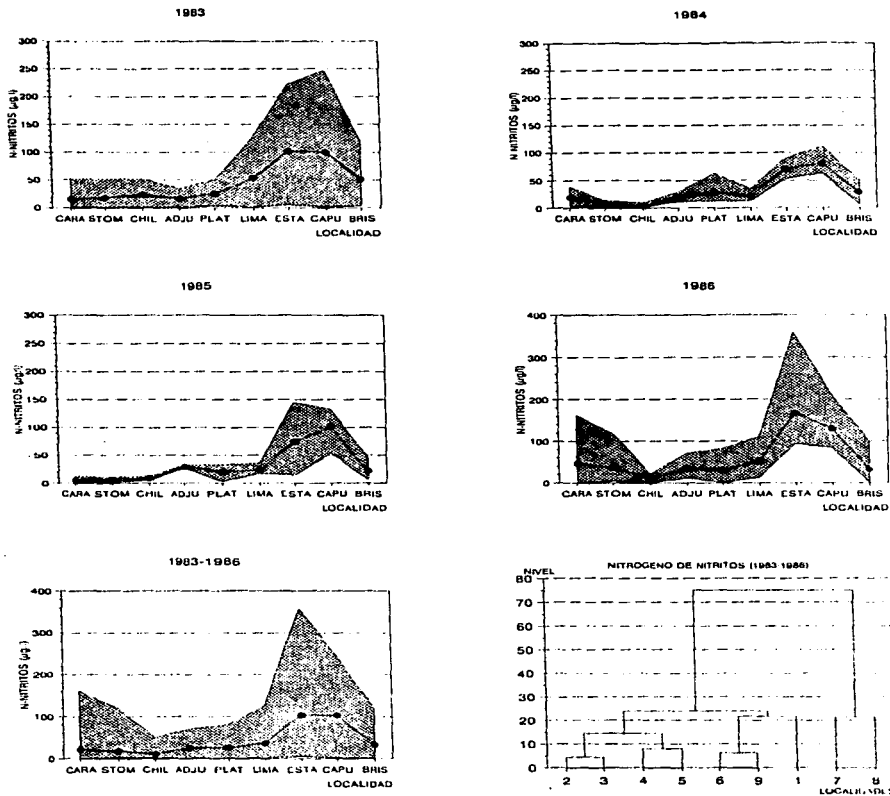 1983
300
250
200
150
100
50
0
N-NITRITOS (µg.l)
CARA STOM CHIL ADJU PLAT LIMA ESTA CAPU BRIS
LOCALIDAD
1984
300
250
200
150
100
50
0
N NITRITOS (µg/l)
CARA STOM CHIL ADJU PLAT LIMA ESTA CAPU BRIS
LOCALIDAD
1985
300
250
200
150
100
50
0
N-NITRITOS (µg/l)
CARA STOM CHIL ADJU PLAT LIMA ESTA CAPU BRIS
LOCALIDAD
1986
400
300
200
100
0
N-NITRITOS (µg/l)
CARA STOM CHIL ADJU PLAT LIMA ESTA CAPU BRIS
LOCALIDAD
1983-1986
400
300
200
100
0
N-NITRITOS (µg.)
CARA STOM CHIL ADJU PLAT LIMA ESTA CAPU BRIS
LOCALIDAD
NITROGENO DE NITRITOS (1983-1986)
NIVEL
80
70
60
50
40
30
20
10
0
2 3 4 5 6 9 1 7 8
LOCALIDADES